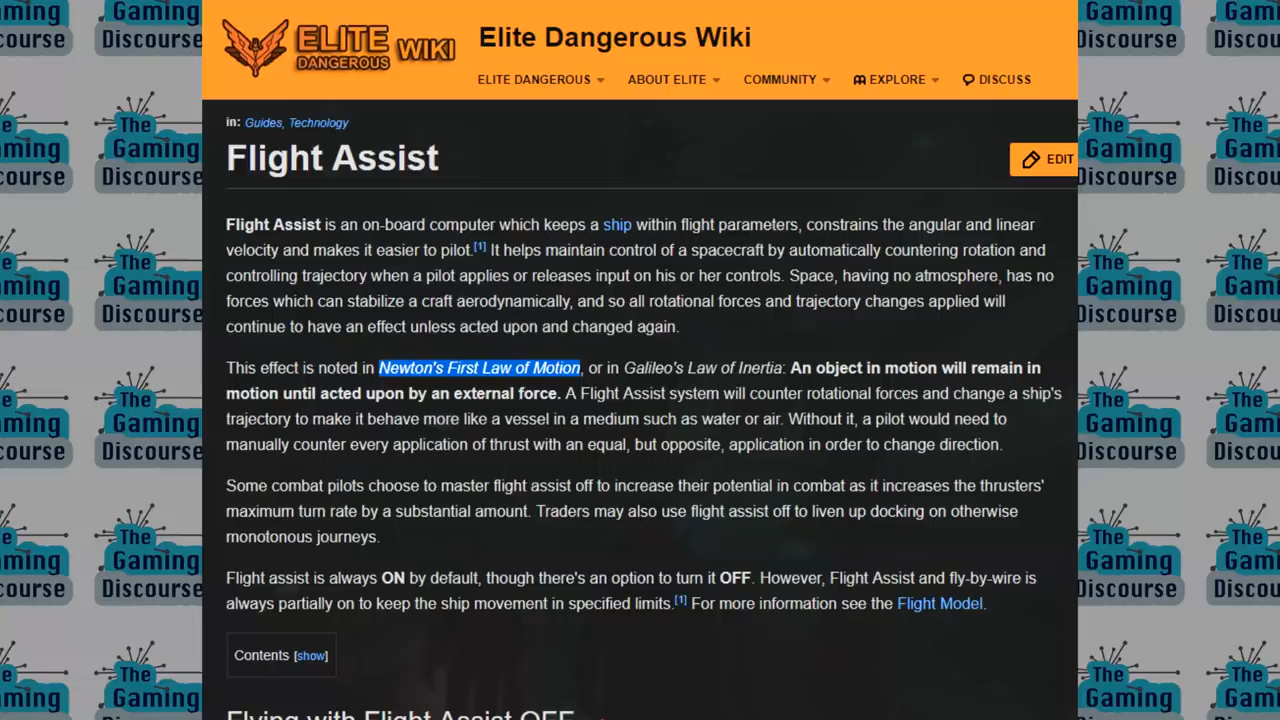 ELITE DANGEROUS WIKI
Elite Dangerous Wiki
ELITE DANGEROUS ABOUT ELITE COMMUNITY EXPLORE DISCUSS
in: Guides, Technology
Flight Assist
EDIT
Flight Assist is an on-board computer which keeps a ship within flight parameters, constrains the angular and linear
velocity and makes it easier to pilot.[1] It helps maintain control of a spacecraft by automatically countering rotation and
controlling trajectory when a pilot applies or releases input on his or her controls. Space, having no atmosphere, has no
forces which can stabilize a craft aerodynamically, and so all rotational forces and trajectory changes applied will
continue to have an effect unless acted upon and changed again.
This effect is noted in Newton's First Law of Motion, or in Galileo's Law of Inertia: An object in motion will remain in
motion until acted upon by an external force. A Flight Assist system will counter rotational forces and change a ship's
trajectory to make it behave more like a vessel in a medium such as water or air. Without it, a pilot would need to
manually counter every application of thrust with an equal, but opposite, application in order to change direction.
Some combat pilots choose to master flight assist off to increase their potential in combat as it increases the thrusters'
maximum turn rate by a substantial amount. Traders may also use flight assist off to liven up docking on otherwise
monotonous journeys.
Flight assist is always ON by default, though there's an option to turn it OFF. However, Flight Assist and fly-by-wire is
always partially on to keep the ship movement in specified limits.[1] For more information see the Flight Model.
Contents [show]
Flying with Flight Assist OFF
The Gaming Discourse